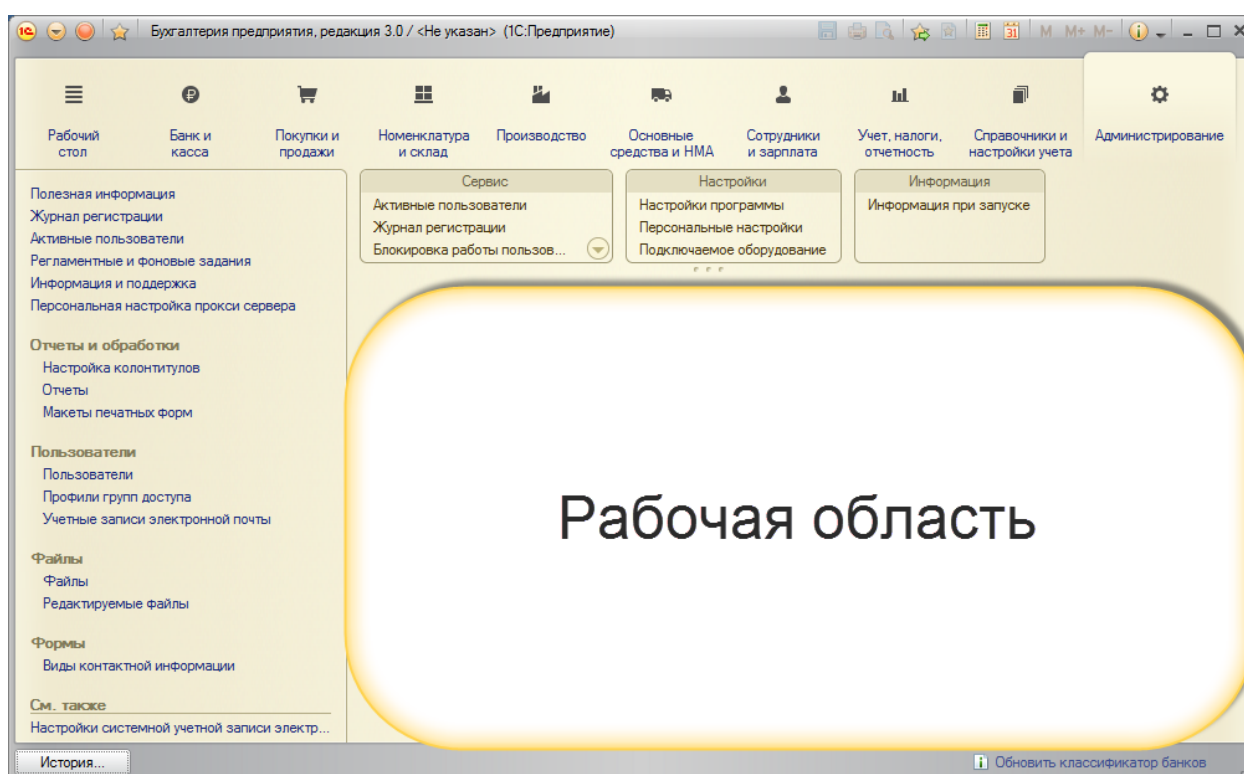 Бухгалтерия предприятия, редакция 3.0 / <Не указан> (1С:Предприятие)
31 M M+ M-
Рабочий стол
Банк и касса
Покупки и продажи
Номенклатура и склад
Производство
Основные средства и НМА
Сотрудники и зарплата
Учет, налоги, отчетность
Справочники и настройки учета
Администрирование
Полезная информация
Журнал регистрации
Активные пользователи
Регламентные и фоновые задания
Информация и поддержка
Персональная настройка прокси сервера
Отчеты и обработки
Настройка колонтитулов
Отчеты
Макеты печатных форм
Пользователи
Пользователи
Профили групп доступа
Учетные записи электронной почты
Файлы
Файлы
Редактируемые файлы
Формы
Виды контактной информации
См. также
Настройки системной учетной записи электр...
Сервис
Активные пользователи
Журнал регистрации
Блокировка работы пользов...
Настройки
Настройки программы
Персональные настройки
Подключаемое оборудование
Информация
Информация при запуске
Рабочая область
История...
Обновить классификатор банков